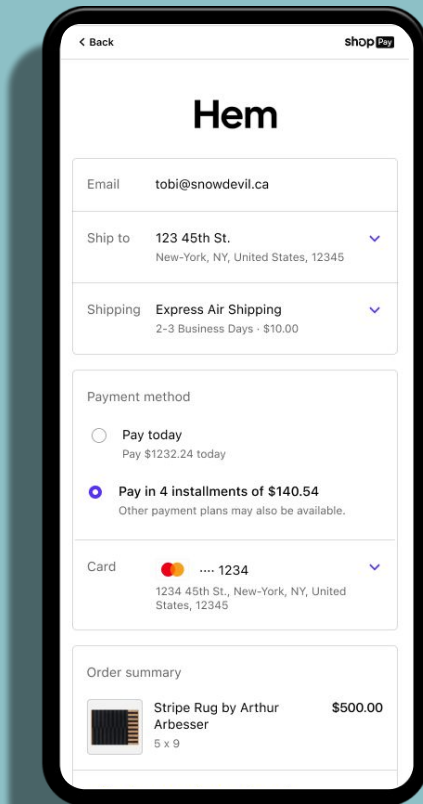 < Back
shop Pay
Hem
Email
tobi@snowdevil.ca
Ship to
123 45th St.
New-York, NY, United States, 12345
Shipping
Express Air Shipping
2-3 Business Days · $10.00
Payment method
Pay today
Pay $1232.24 today
Pay in 4 installments of $140.54
Other payment plans may also be available.
Card
···· 1234
1234 45th St., New-York, NY, United
States, 12345
Order summary
Stripe Rug by Arthur
Arbesser
$500.00
5 x 9